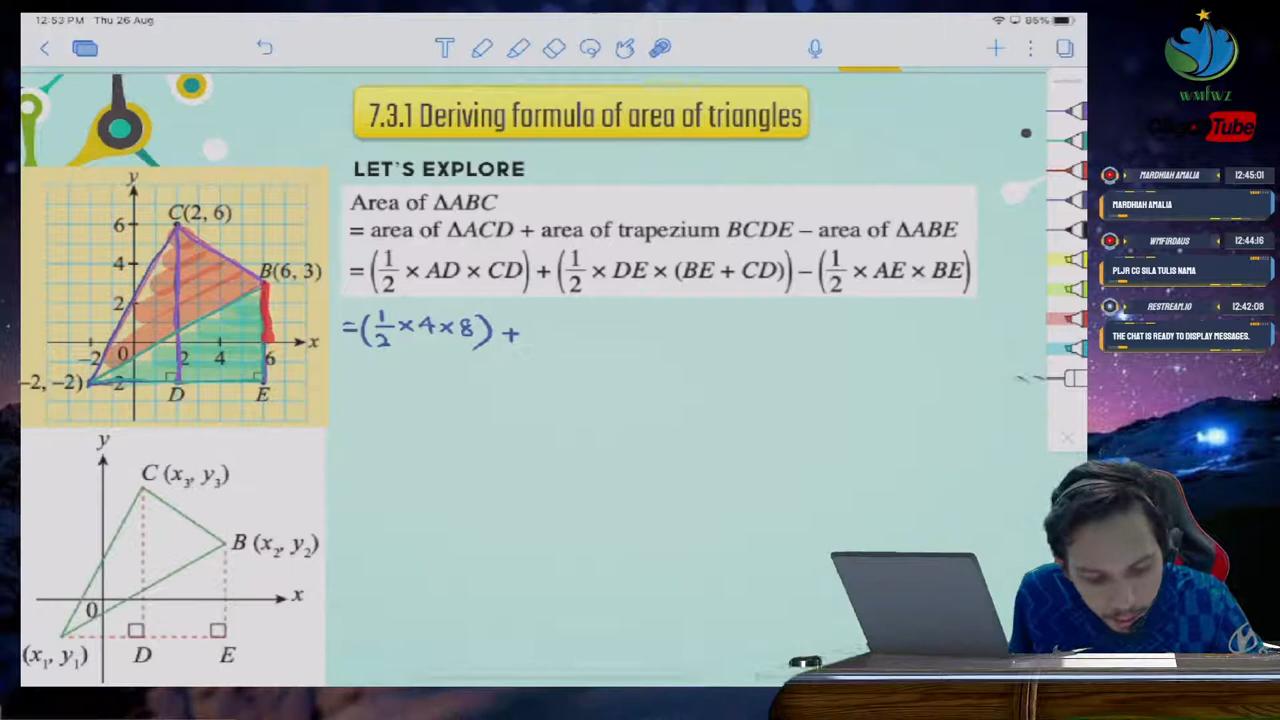 12:53 PM Thu 26 Aug
85%
7.3.1 Deriving formula of area of triangles
LET'S EXPLORE
Area of ΔABC
= area of ΔACD + area of trapezium BCDE − area of ΔABE
= (1/2 × AD × CD) + (1/2 × DE × (BE + CD)) − (1/2 × AE × BE)
= (1/2 × 4 × 8) +
y
C(2, 6)
6
4
B(6, 3)
2
0
-2 2 4 6 x
-2, −2) -2
D E
y
C (x₃, y₃)
B (x₂, y₂)
0 x
(x₁, y₁) D E
wmfwz
Tube
MARDHIAH AMALIA 12:45:01
MARDHIAH AMALIA
WMFIRDAUS 12:44:16
PLJR CG SILA TULIS NAMA
RESTREAM.IO 12:42:08
THE CHAT IS READY TO DISPLAY MESSAGES.